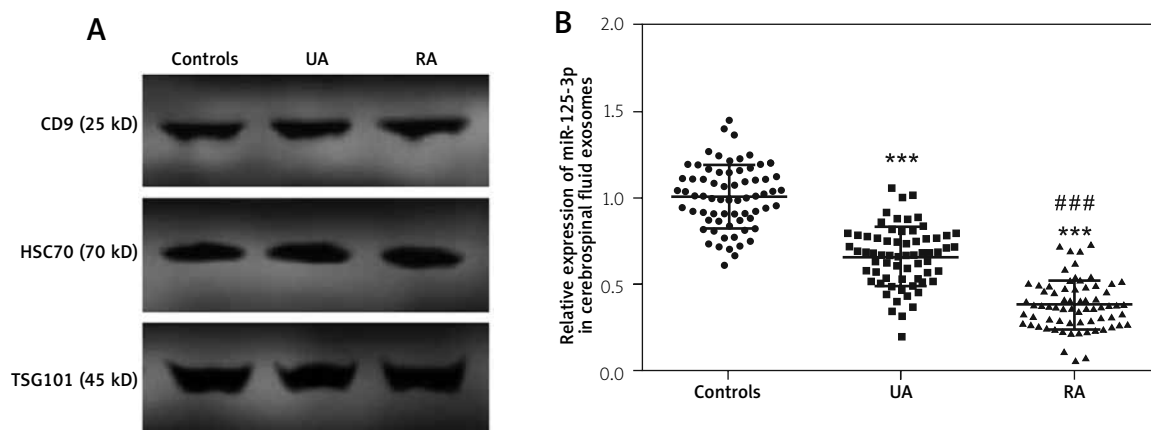 A
Controls UA RA
CD9 (25 kD)
HSC70 (70 kD)
TSG101 (45 kD)
B
Relative expression of miR-125-3p
in cerebrospinal fluid exosomes
2.0
1.5
1.0
0.5
0.0
***
###
***
Controls UA RA